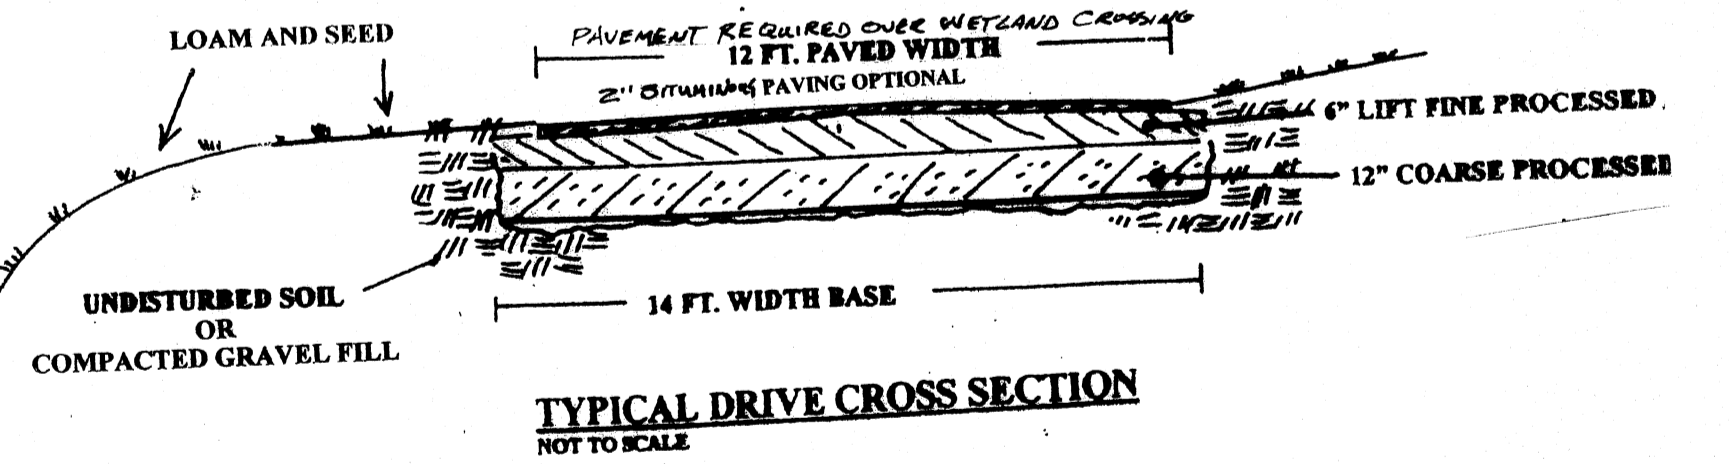 LOAM AND SEED
PAVEMENT REQUIRED OVER WETLAND CROSSING
12 FT. PAVED WIDTH
2" BITUMINOUS PAVING OPTIONAL
6" LIFT FINE PROCESSED
12" COARSE PROCESSED
14 FT. WIDTH BASE
UNDISTURBED SOIL
OR
COMPACTED GRAVEL FILL
TYPICAL DRIVE CROSS SECTION
NOT TO SCALE